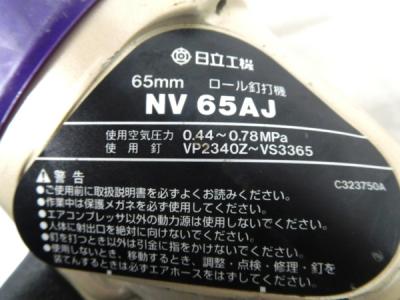 日立工機
65mm ロール釘打機
NV 65AJ
使用空気圧力 0.44～0.78MPa
使用釘 VP2340Z～VS3365
警告
C323750A
●ご使用前に取扱説明書を必ずよくお読みください。
●作業中は保護メガネを必ず使用してください。
●エアコンプレッサ以外の動力源は使用しないでください。
●人体に射出口を絶対に向けないでください。
●釘を打つとき以外は引金に指をかけないでください。
●使用しないとき、移動するとき、調整・点検・修理・釘を
装てんするときは必ずエアホースをはずしてください。